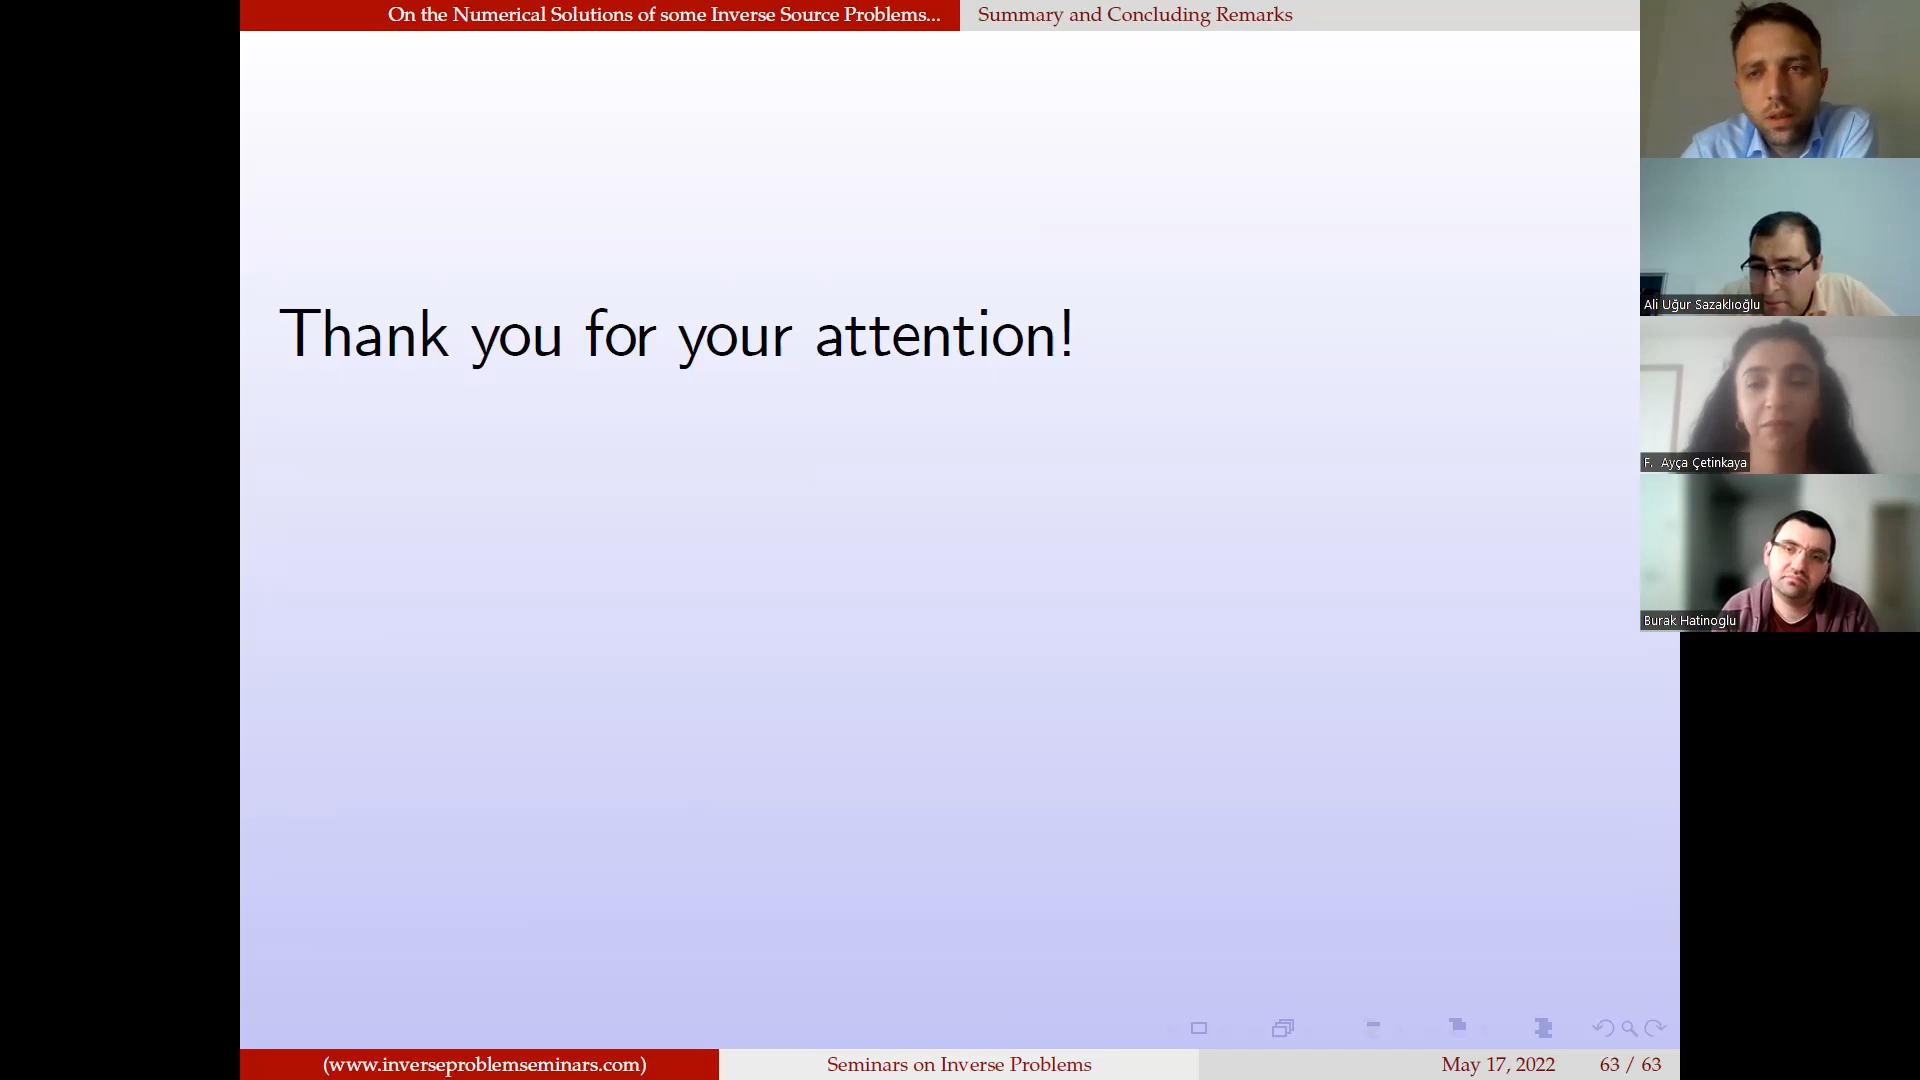 On the Numerical Solutions of some Inverse Source Problems...
Summary and Concluding Remarks
Thank you for your attention!
Ali Uğur Sazaklıoğlu
F. Ayça Çetinkaya
Burak Hatinoglu
(www.inverseproblemseminars.com)
Seminars on Inverse Problems
May 17, 2022
63 / 63